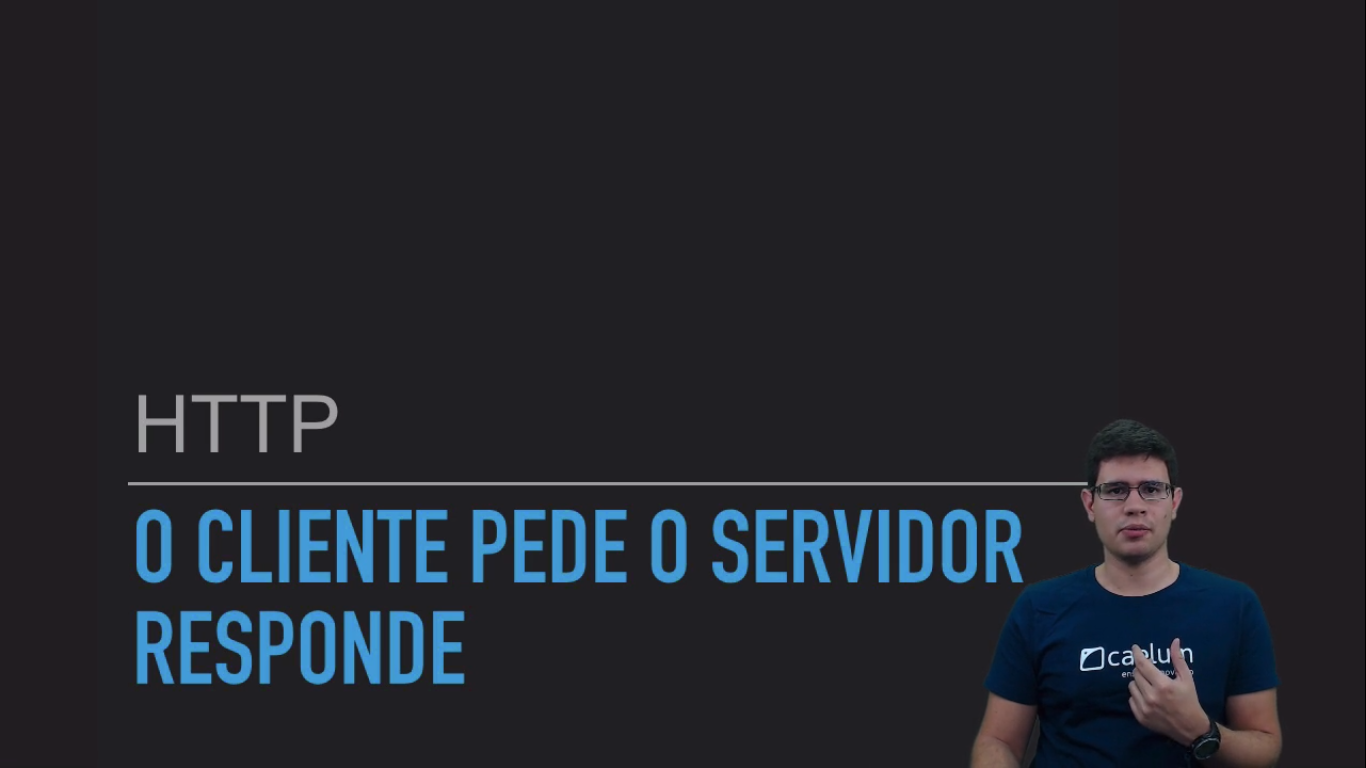 HTTP
O CLIENTE PEDE O SERVIDOR
RESPONDE
caelum